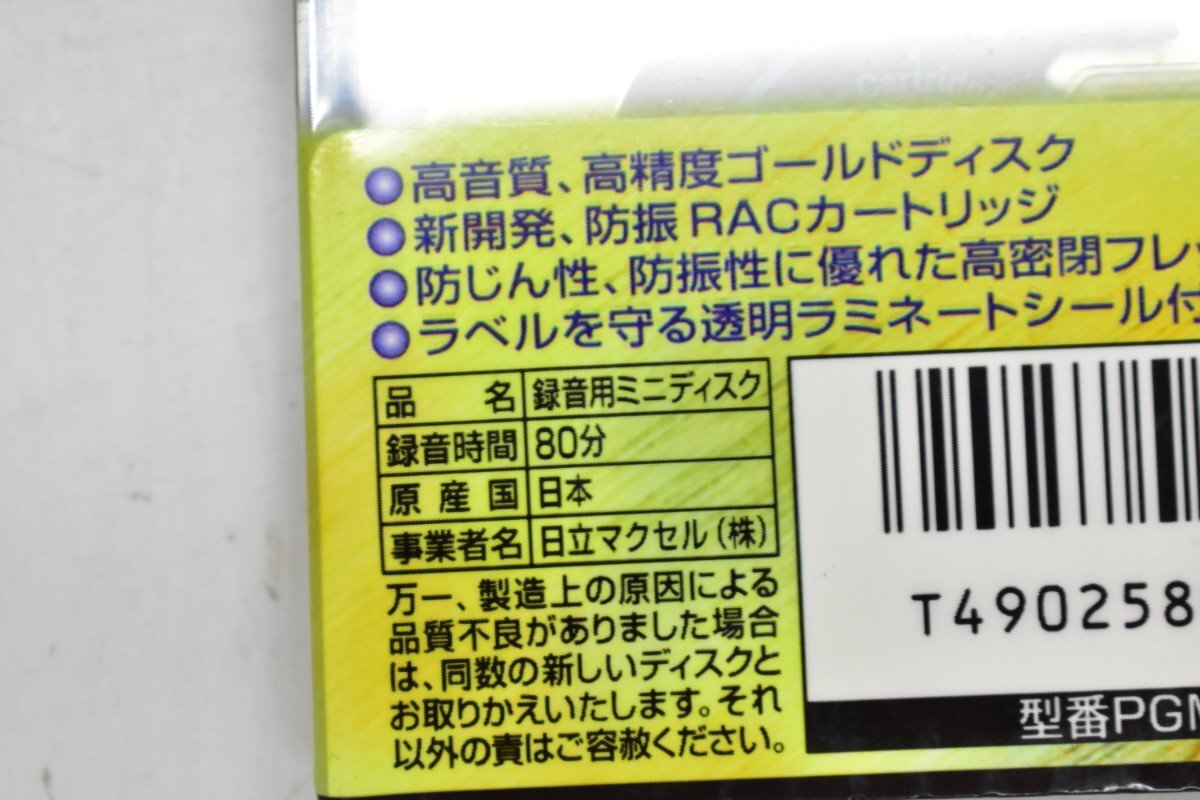 ●高音質、高精度ゴールドディスク
●新開発、防振RACカートリッジ
●防じん性、防振性に優れた高密閉フレッ
●ラベルを守る透明ラミネートシール付
品名 録音用ミニディスク
録音時間 80分
原産国 日本
事業者名 日立マクセル(株)
万一、製造上の原因による
品質不良がありました場合
は、同数の新しいディスクと
お取りかえいたします。それ
以外の責はご容赦ください。
T490258
型番PGM